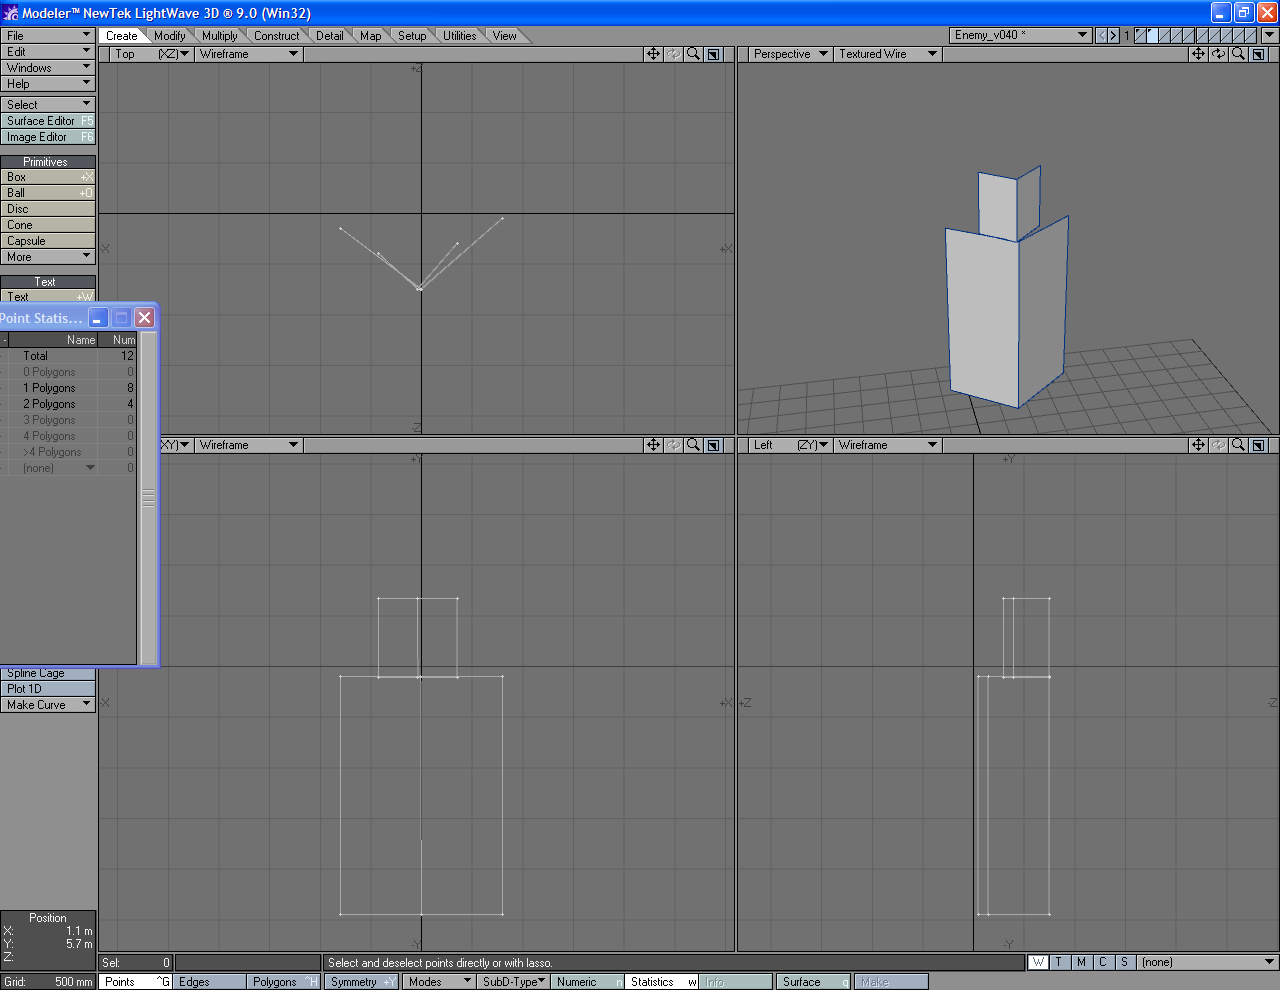 Modeler™ NewTek LightWave 3D ® 9.0 (Win32)
File
Edit
Windows
Help
Select
Surface Editor F5
Image Editor F6
Primitives
Box +X
Ball +O
Disc
Cone
Capsule
More
Text
Text +W
Create Modify Multiply Construct Detail Map Setup Utilities View
Enemy_v040 * 1
Top (XZ) Wireframe
Perspective Textured Wire
+Z
-X
+X
-Z
Point Statis...
- Name Num
Total 12
0 Polygons 0
1 Polygons 8
2 Polygons 4
3 Polygons 0
4 Polygons 0
>4 Polygons 0
(none) 0
XY) Wireframe
Left (ZY) Wireframe
+Y
+Y
-X
+X
+Z
-Z
-Y
-Y
Spline Cage
Plot 1D
Make Curve
Position
X: 1.1 m
Y: 5.7 m
Z:
Grid: 500 mm
Sel: 0
Select and deselect points directly or with lasso.
W T M C S (none)
Points ^G Edges Polygons ^H Symmetry +Y Modes SubD-Type Numeric n Statistics w Info Surface q Make